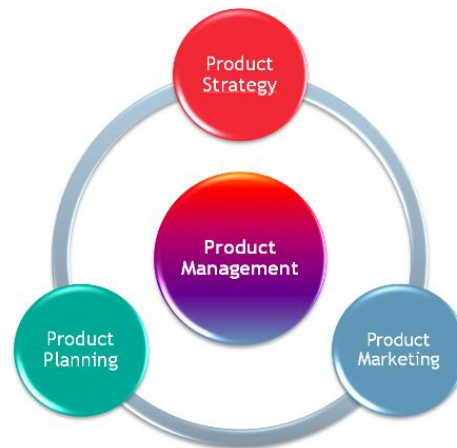 Product
Strategy
Product
Management
Product
Planning
Product
Marketing